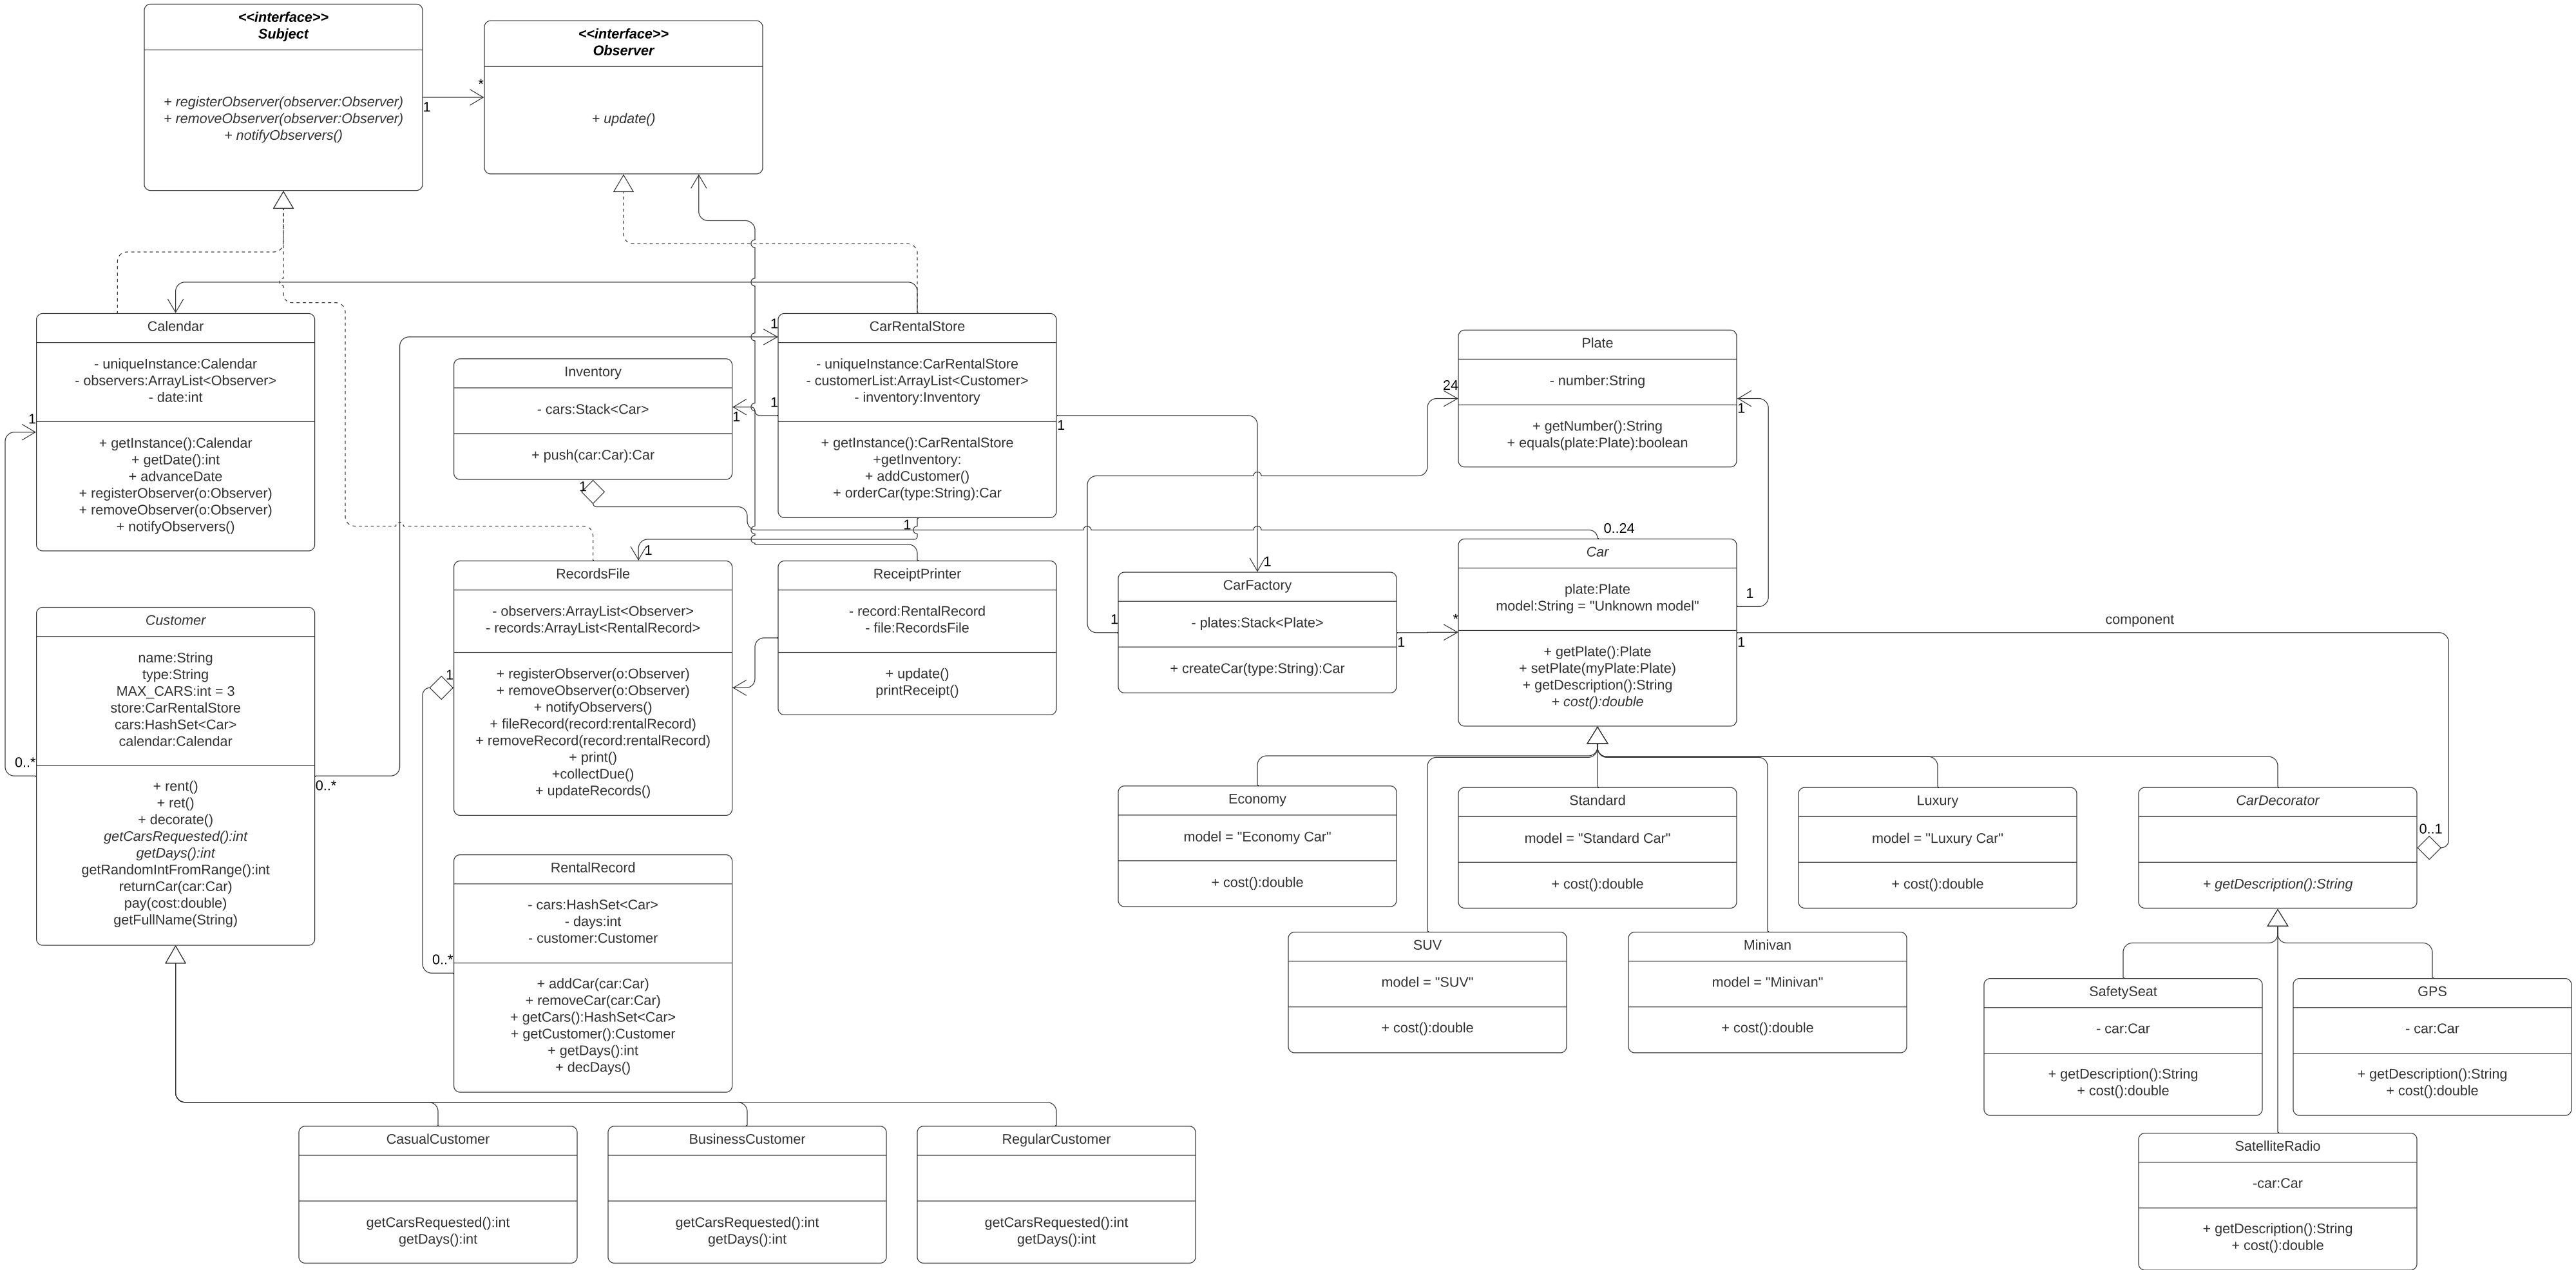 <<interface>>
Subject
+ registerObserver(observer:Observer)
+ removeObserver(observer:Observer)
+ notifyObservers()
<<interface>>
Observer
+ update()
1
*
Calendar
- uniqueInstance:Calendar
- observers:ArrayList<Observer>
- date:int
+ getInstance():Calendar
+ getDate():int
+ advanceDate
+ registerObserver(o:Observer)
+ removeObserver(o:Observer)
+ notifyObservers()
1
0..*
Inventory
- cars:Stack<Car>
+ push(car:Car):Car
1
1
CarRentalStore
- uniqueInstance:CarRentalStore
- customerList:ArrayList<Customer>
- inventory:Inventory
+ getInstance():CarRentalStore
+getInventory:
+ addCustomer()
+ orderCar(type:String):Car
1
1
1
1
Plate
- number:String
+ getNumber():String
+ equals(plate:Plate):boolean
24
1
Customer
name:String
type:String
MAX_CARS:int = 3
store:CarRentalStore
cars:HashSet<Car>
calendar:Calendar
+ rent()
+ ret()
+ decorate()
getCarsRequested():int
getDays():int
getRandomIntFromRange():int
returnCar(car:Car)
pay(cost:double)
getFullName(String)
0..*
RecordsFile
- observers:ArrayList<Observer>
- records:ArrayList<RentalRecord>
+ registerObserver(o:Observer)
+ removeObserver(o:Observer)
+ notifyObservers()
+ fileRecord(record:rentalRecord)
+ removeRecord(record:rentalRecord)
+ print()
+collectDue()
+ updateRecords()
1
1
ReceiptPrinter
- record:RentalRecord
- file:RecordsFile
+ update()
printReceipt()
CarFactory
- plates:Stack<Plate>
+ createCar(type:String):Car
1
1
1
*
0..24
Car
plate:Plate
model:String = "Unknown model"
+ getPlate():Plate
+ setPlate(myPlate:Plate)
+ getDescription():String
+ cost():double
1
1
component
RentalRecord
- cars:HashSet<Car>
- days:int
- customer:Customer
+ addCar(car:Car)
+ removeCar(car:Car)
+ getCars():HashSet<Car>
+ getCustomer():Customer
+ getDays():int
+ decDays()
0..*
Economy
model = "Economy Car"
+ cost():double
Standard
model = "Standard Car"
+ cost():double
Luxury
model = "Luxury Car"
+ cost():double
CarDecorator
+ getDescription():String
0..1
SUV
model = "SUV"
+ cost():double
Minivan
model = "Minivan"
+ cost():double
SafetySeat
- car:Car
+ getDescription():String
+ cost():double
GPS
- car:Car
+ getDescription():String
+ cost():double
SatelliteRadio
-car:Car
+ getDescription():String
+ cost():double
CasualCustomer
getCarsRequested():int
getDays():int
BusinessCustomer
getCarsRequested():int
getDays():int
RegularCustomer
getCarsRequested():int
getDays():int